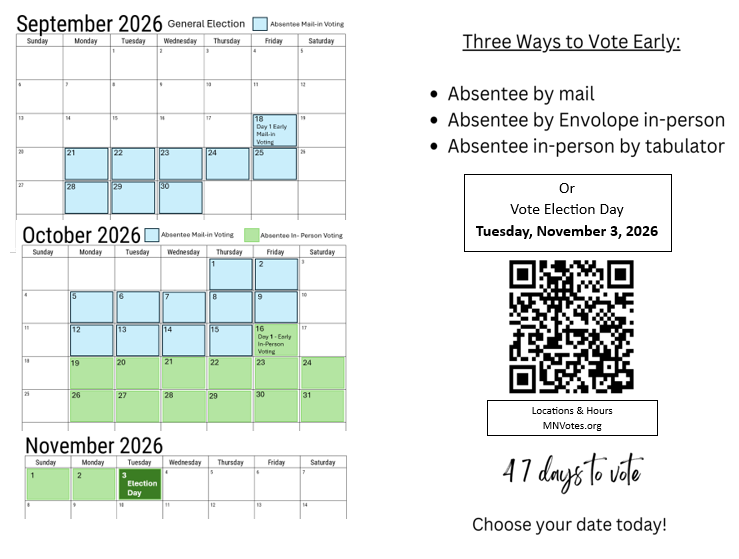 September 2026 General Election Absentee Mail-in Voting
Sunday Monday Tuesday Wednesday Thursday Friday Saturday
1 2 3 4 5
6 7 8 9 10 11 12
13 14 15 16 17 18 19
Day 1 Early
Mail-in
Voting
20 21 22 23 24 25 26
27 28 29 30
October 2026 Absentee Mail-in Voting Absentee In- Person Voting
Sunday Monday Tuesday Wednesday Thursday Friday Saturday
1 2 3
4 5 6 7 8 9 10
11 12 13 14 15 16 17
Day 1 - Early
In-Person
Voting
18 19 20 21 22 23 24
25 26 27 28 29 30 31
November 2026
Sunday Monday Tuesday Wednesday Thursday Friday Saturday
1 2 3 4 5 6 7
Election
Day
8 9 10 11 12 13 14
Three Ways to Vote Early:
• Absentee by mail
• Absentee by Envolope in-person
• Absentee in-person by tabulator
Or
Vote Election Day
Tuesday, November 3, 2026
Locations & Hours
MNVotes.org
47 days to vote
Choose your date today!